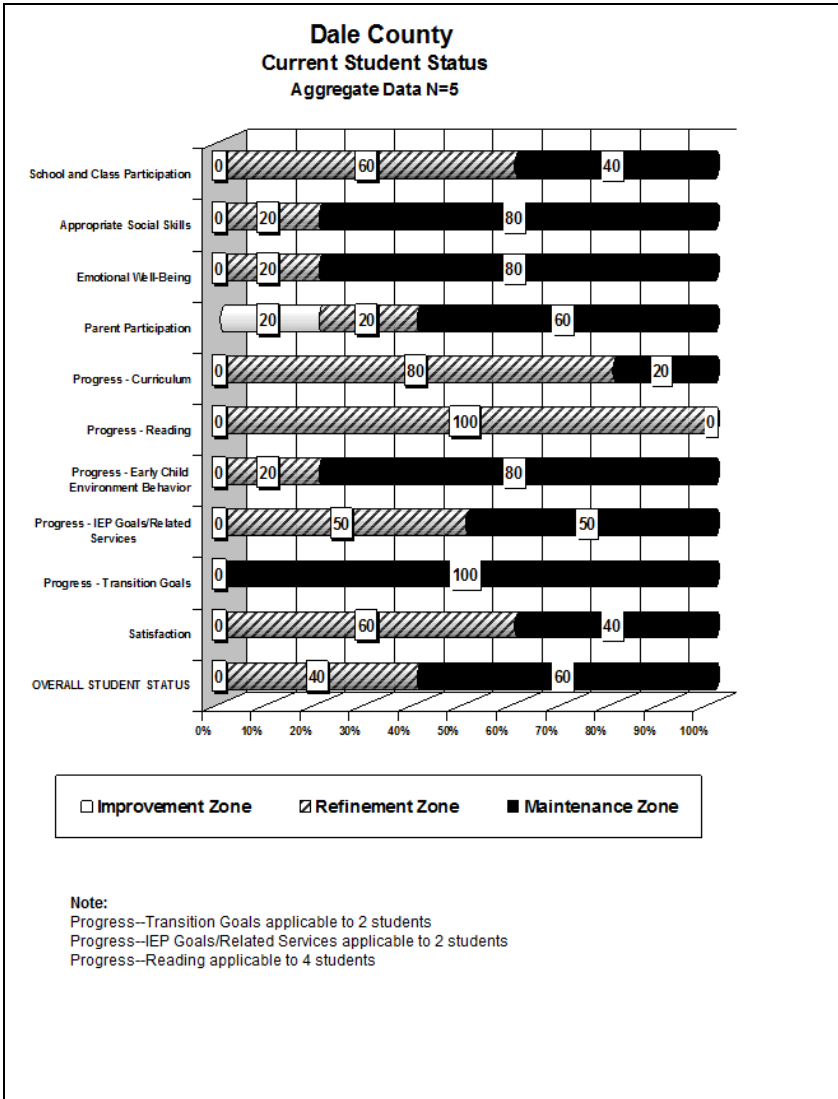 Dale County
Current Student Status
Aggregate Data N=5
School and Class Participation
0 60 40
Appropriate Social Skills
0 20 80
Emotional Well-Being
0 20 80
Parent Participation
20 20 60
Progress - Curriculum
0 80 20
Progress - Reading
0 100 0
Progress - Early Child
Environment Behavior
0 20 80
Progress - IEP Goals/Related
Services
0 50 50
Progress - Transition Goals
0 100
Satisfaction
0 60 40
OVERALL STUDENT STATUS
0 40 60
0% 10% 20% 30% 40% 50% 60% 70% 80% 90% 100%
Improvement Zone Refinement Zone Maintenance Zone
Note:
Progress--Transition Goals applicable to 2 students
Progress--IEP Goals/Related Services applicable to 2 students
Progress--Reading applicable to 4 students